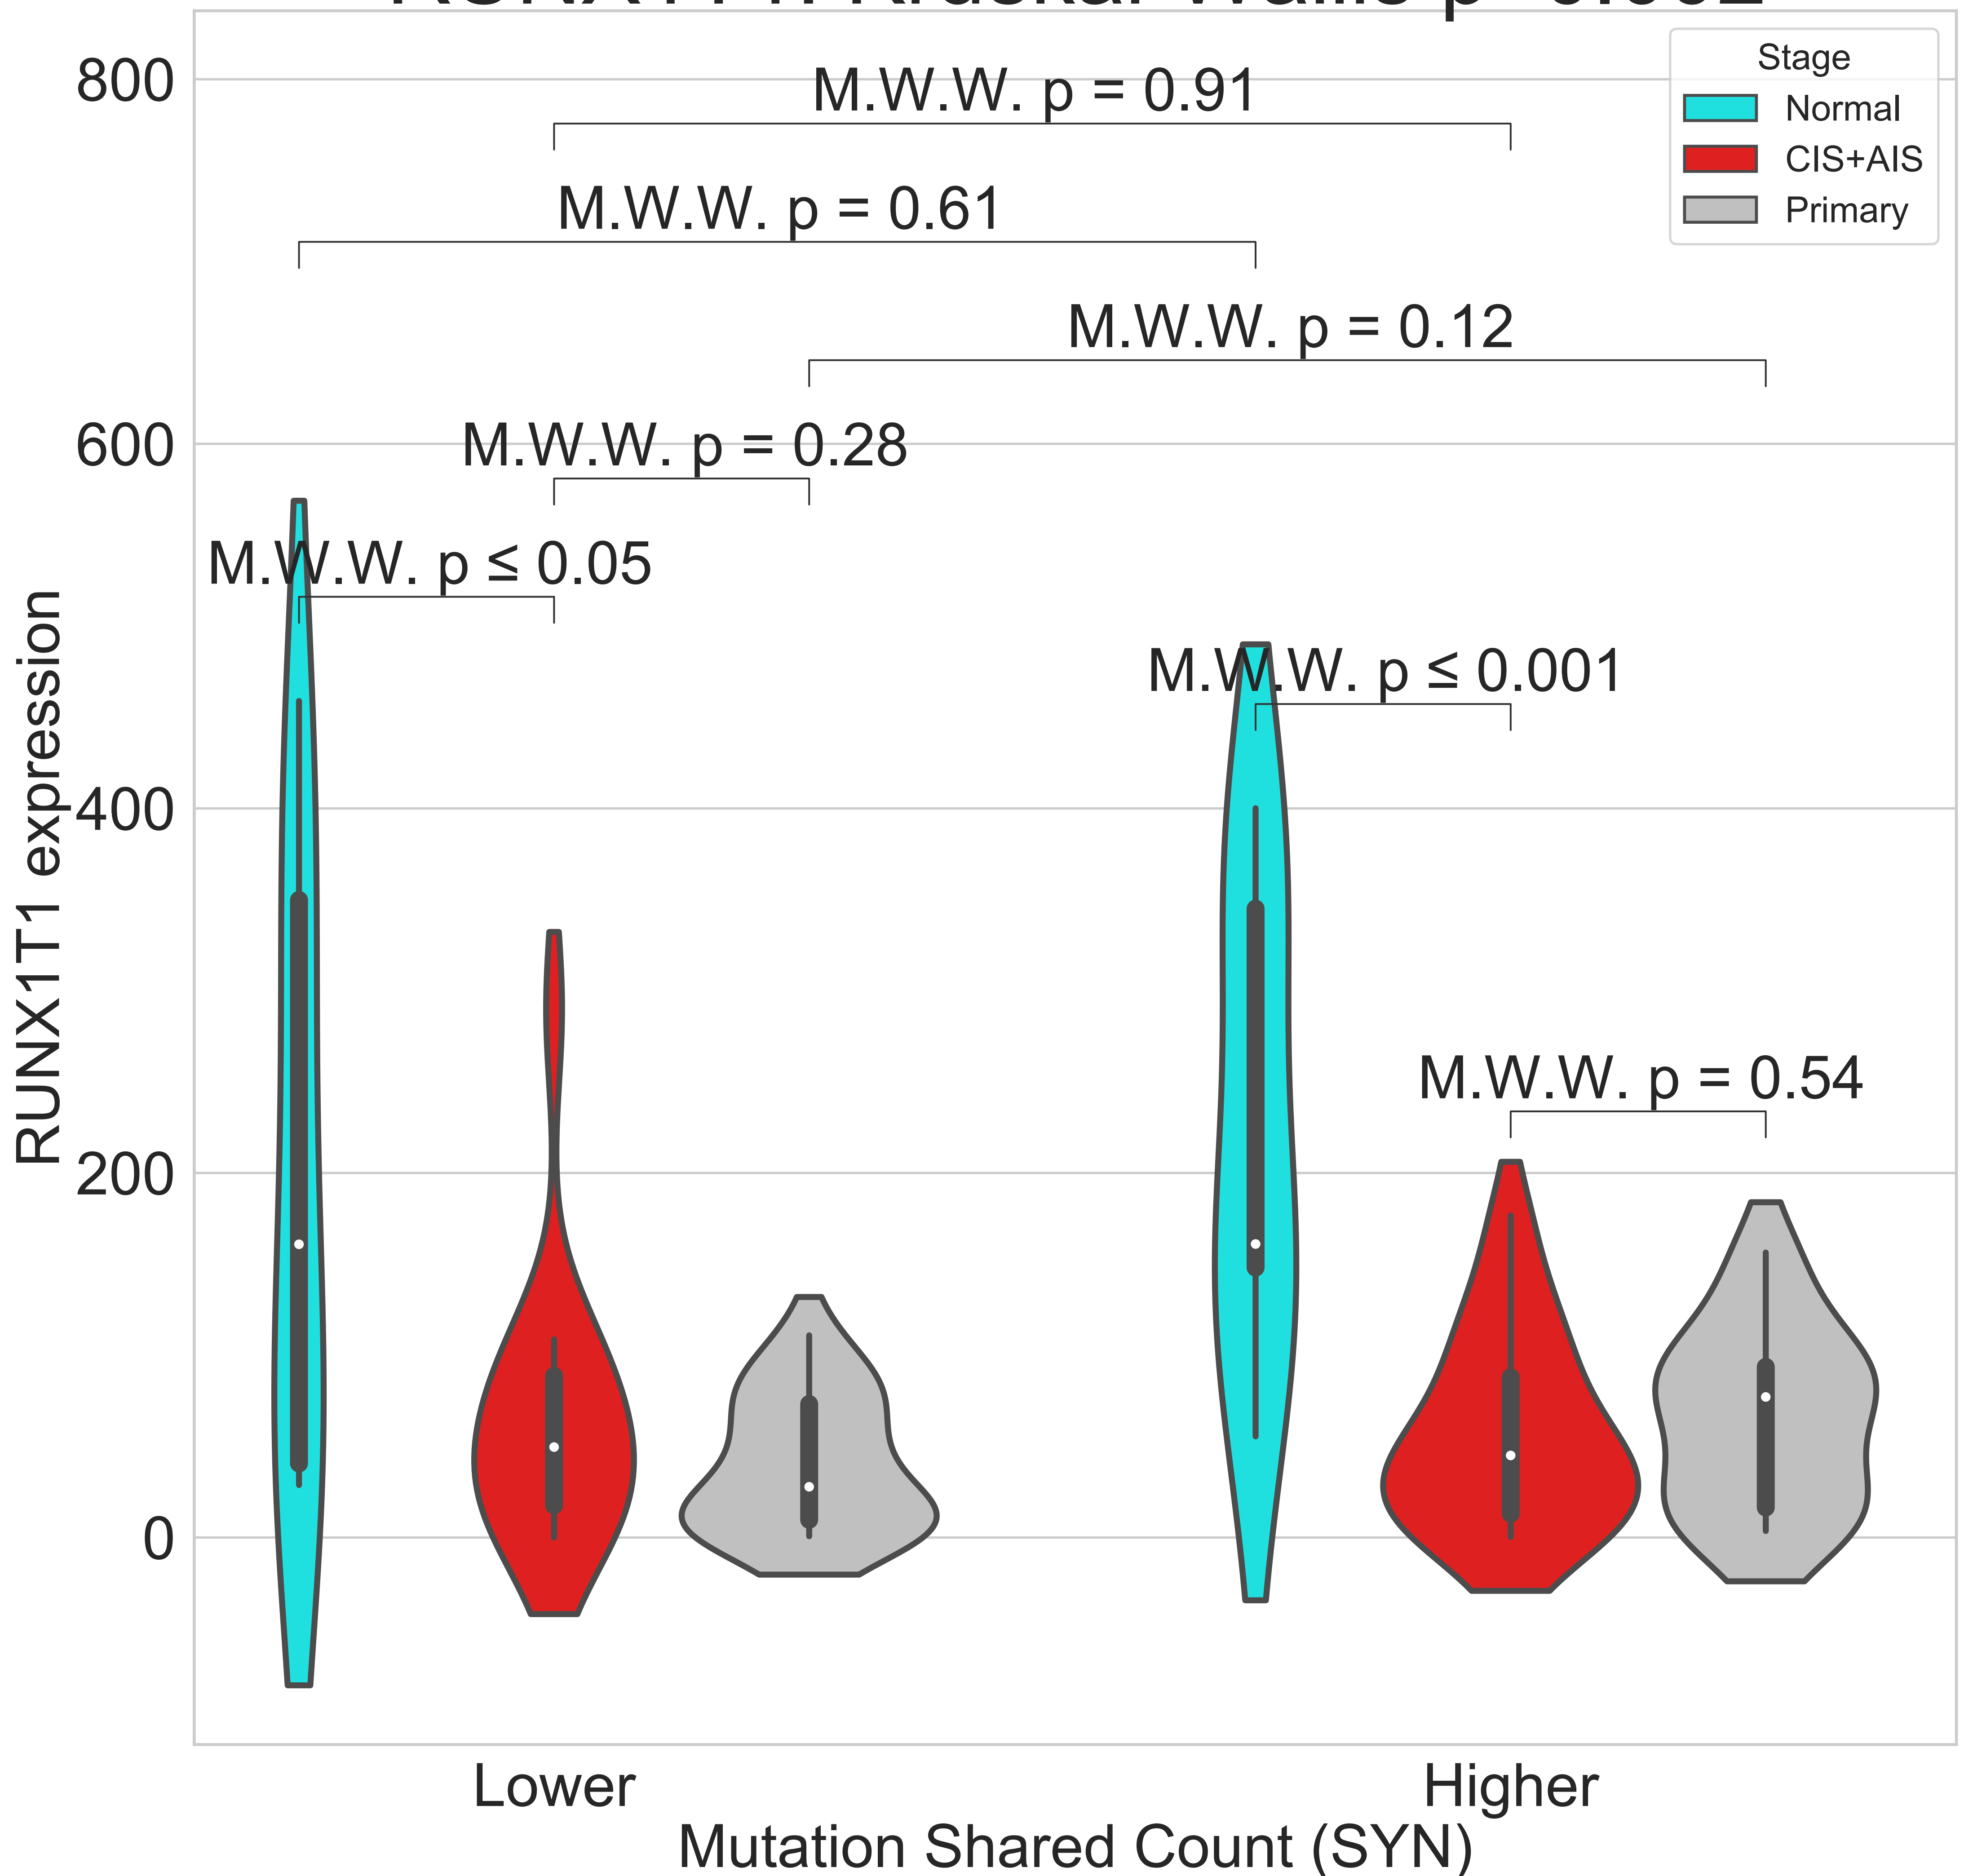 Stage
Normal
CIS+AIS
Primary
M.W.W. p = 0.91
M.W.W. p = 0.61
M.W.W. p = 0.12
M.W.W. p = 0.28
M.W.W. p ≤ 0.05
M.W.W. p ≤ 0.001
M.W.W. p = 0.54
800
600
400
200
0
RUNX1T1 expression
Lower
Higher
Mutation Shared Count (SYN)